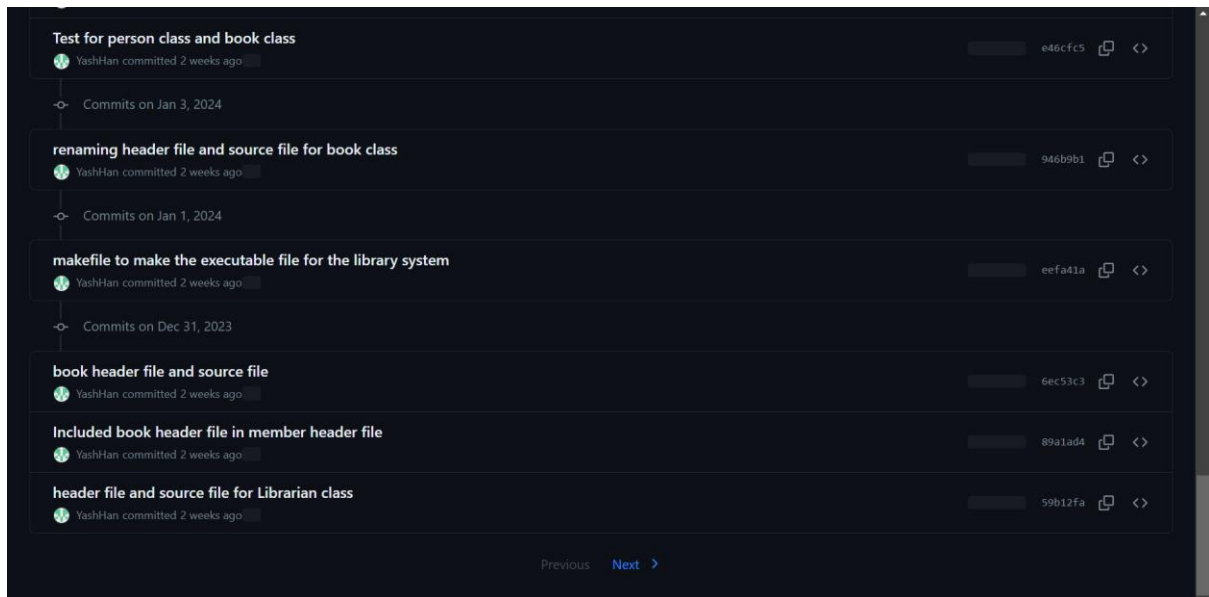 Test for person class and book class
YashHan committed 2 weeks ago
e46cfc5
Commits on Jan 3, 2024
renaming header file and source file for book class
YashHan committed 2 weeks ago
946b9b1
Commits on Jan 1, 2024
makefile to make the executable file for the library system
YashHan committed 2 weeks ago
eefa41a
Commits on Dec 31, 2023
book header file and source file
YashHan committed 2 weeks ago
6ec53c3
Included book header file in member header file
YashHan committed 2 weeks ago
89a1ad4
header file and source file for Librarian class
YashHan committed 2 weeks ago
59b12fa
Previous Next